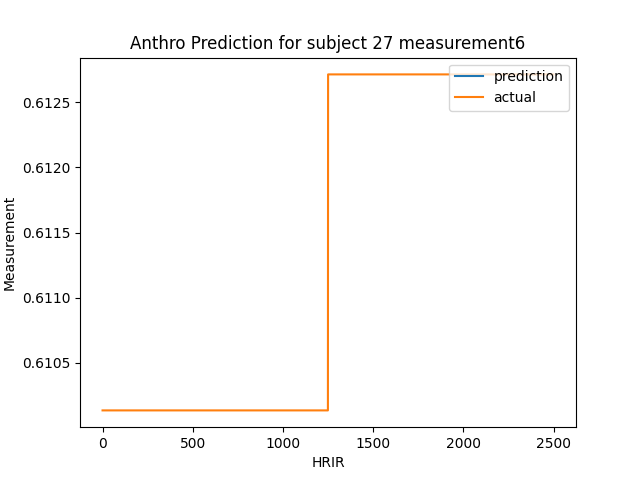 Anthro Prediction for subject 27 measurement6
prediction
actual
0.6125
0.6120
0.6115
0.6110
0.6105
Measurement
0 500 1000 1500 2000 2500
HRIR